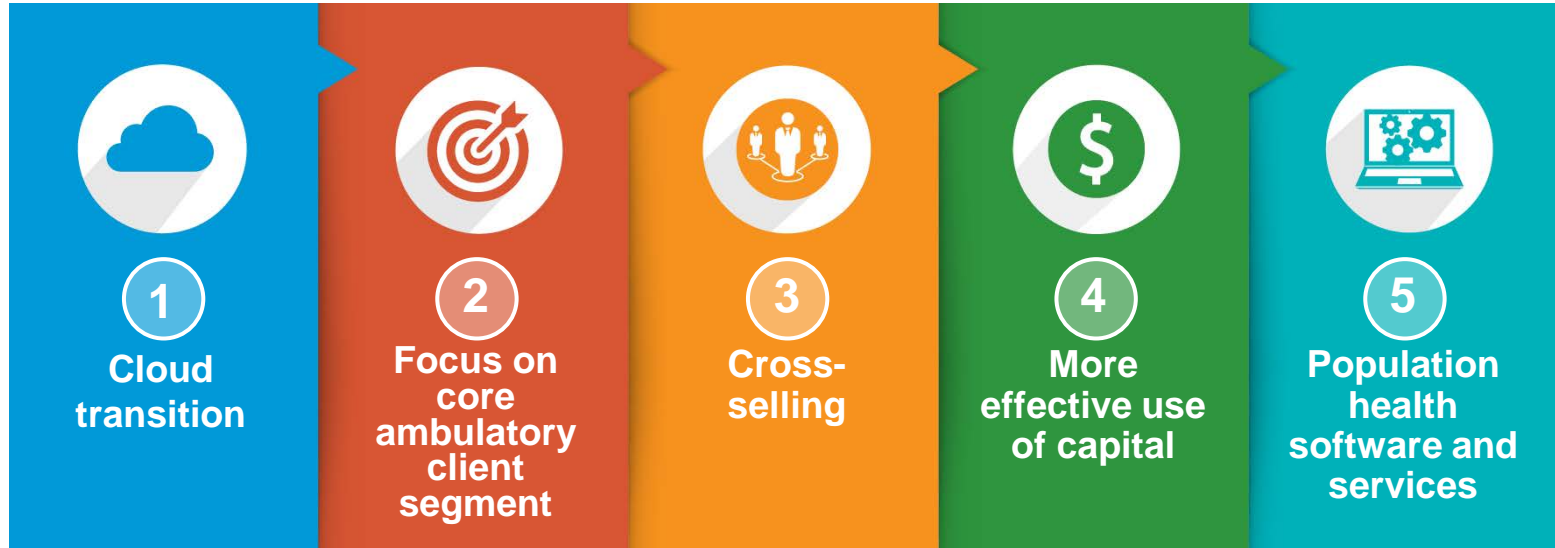 1
Cloud
transition
2
Focus on
core
ambulatory
client
segment
3
Cross-
selling
$
4
More
effective use
of capital
5
Population
health
software and
services